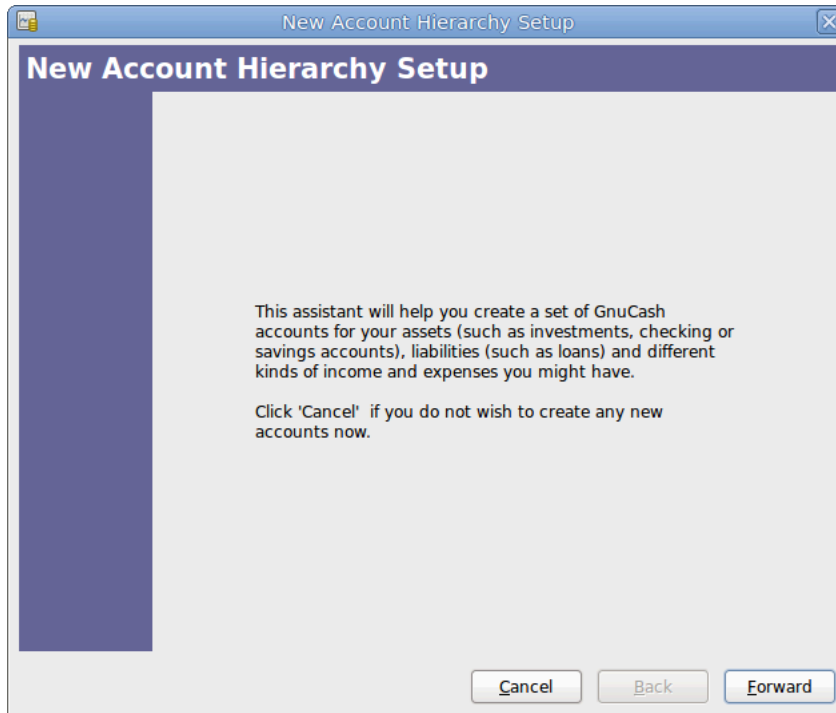 New Account Hierarchy Setup
New Account Hierarchy Setup
This assistant will help you create a set of GnuCash
accounts for your assets (such as investments, checking or
savings accounts), liabilities (such as loans) and different
kinds of income and expenses you might have.
Click 'Cancel'  if you do not wish to create any new
accounts now.
Cancel
Back
Forward